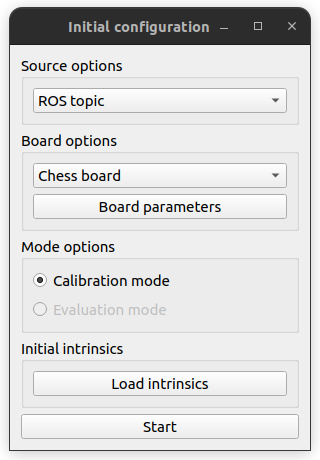 Initial configuration
Source options
ROS topic
Board options
Chess board
Board parameters
Mode options
Calibration mode
Evaluation mode
Initial intrinsics
Load intrinsics
Start